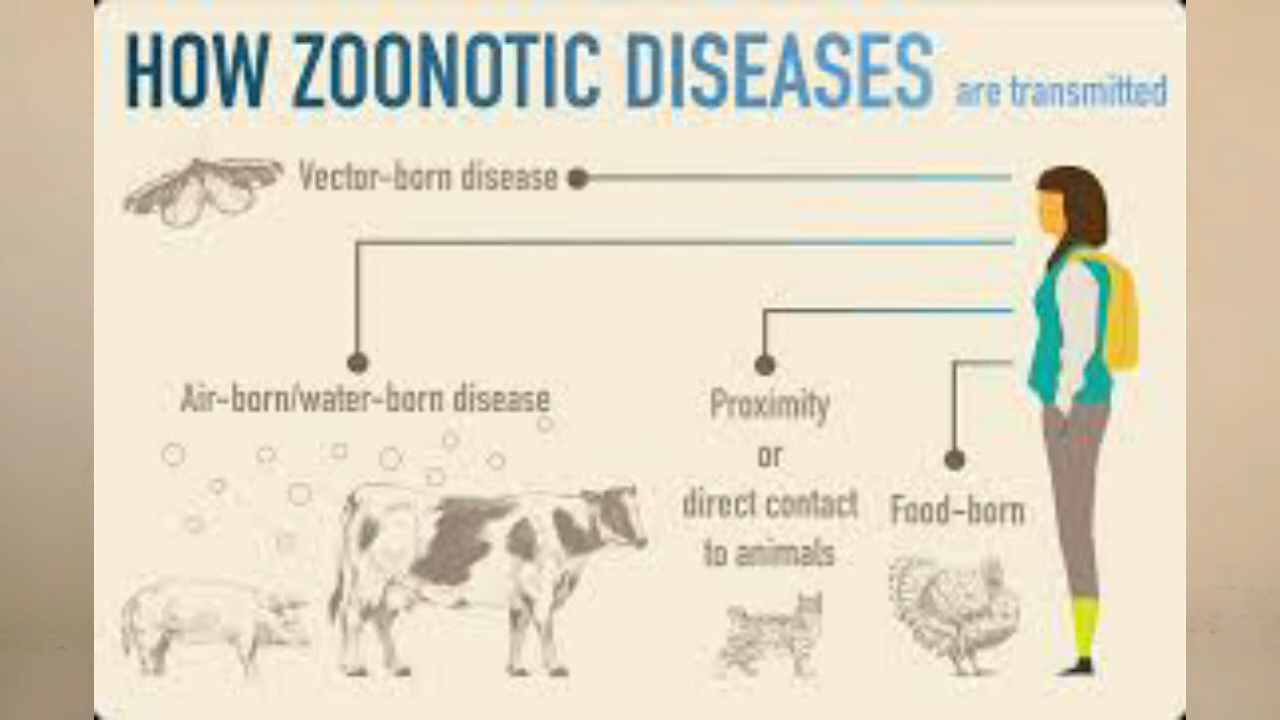 HOW ZOONOTIC DISEASES are transmitted
Vector-born disease
Air-born/water-born disease
Proximity
or
direct contact
to animals
Food-born